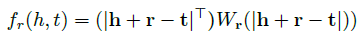 f_r(h, t) = (|h + r − t|^⊤)W_r(|h + r − t|))